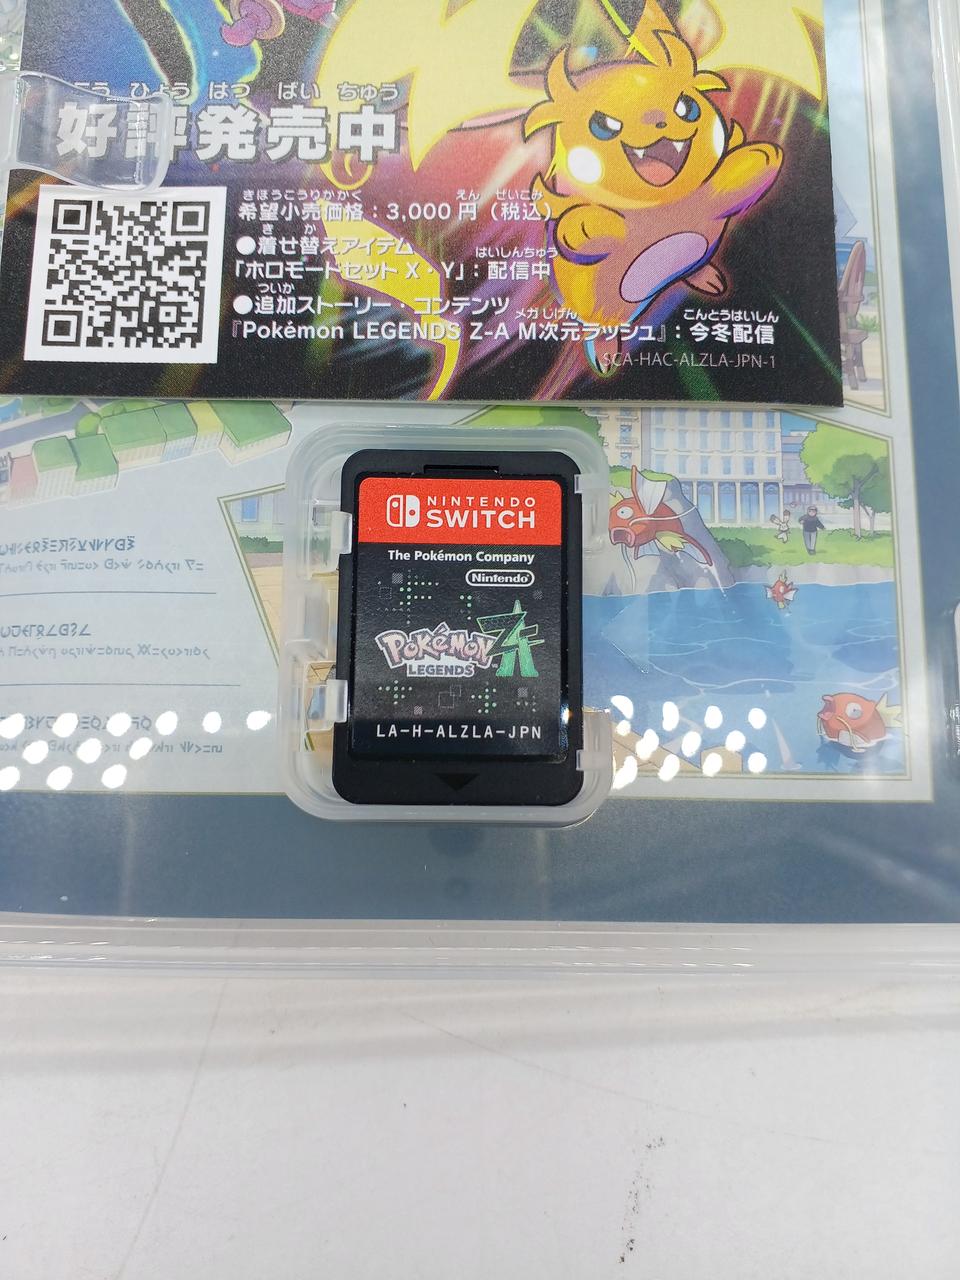 こう ひょう はつ ばい ちゅう
好評発売中
きぼうこうりかかく えん ぜいこみ
希望小売価格：3,000 円（税込）
き か
●着せ替えアイテム はいしんちゅう
「ホロモードセット X・Y」：配信中
ついか
●追加ストーリー・コンテンツ メガ じげん こんとうはいしん
『Pokémon LEGENDS Z-A M次元ラッシュ』：今冬配信
SCA-HAC-ALZLA-JPN-1
NINTENDO
SWITCH
The Pokémon Company
Nintendo
POKéMON
LEGENDS
ZA
LA-H-ALZLA-JPN